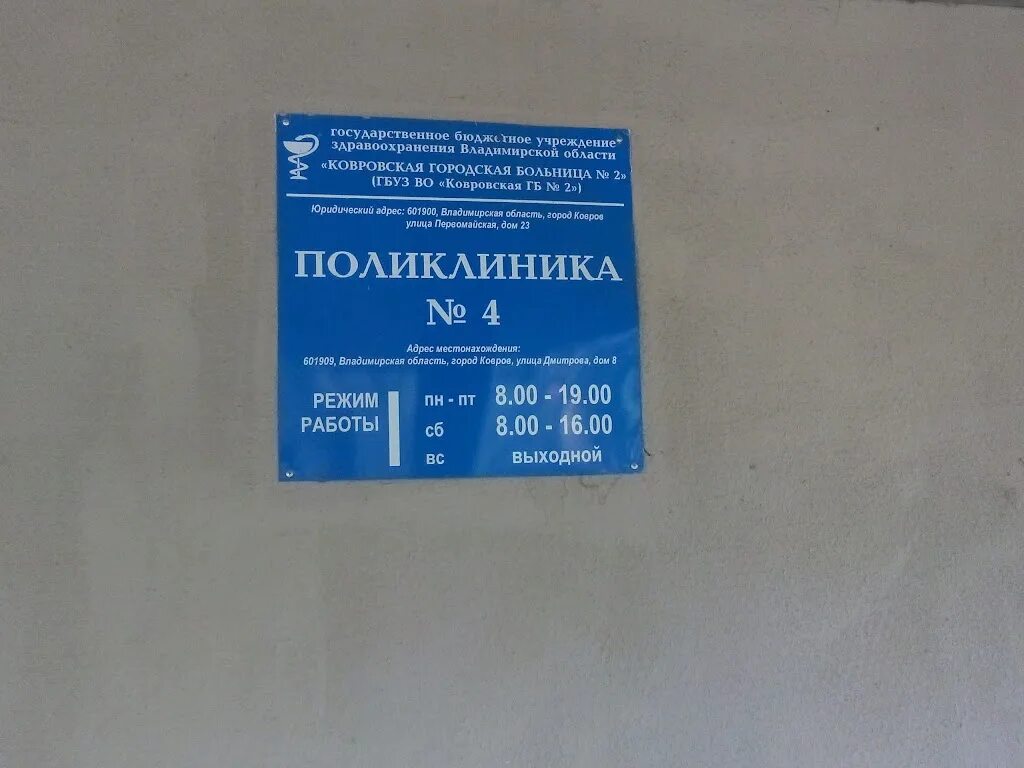 государственное бюджетное учреждение
здравоохранения Владимирской области
«КОВРОВСКАЯ ГОРОДСКАЯ БОЛЬНИЦА № 2»
(ГБУЗ ВО «Ковровская ГБ № 2»)
Юридический адрес: 601900, Владимирская область, город Ковров
улица Первомайская, дом 23
ПОЛИКЛИНИКА
№ 4
Адрес местонахождения:
601909, Владимирская область, город Ковров, улица Дмитрова, дом 8
РЕЖИМ РАБОТЫ
пн - пт 8.00 - 19.00
сб 8.00 - 16.00
вс выходной